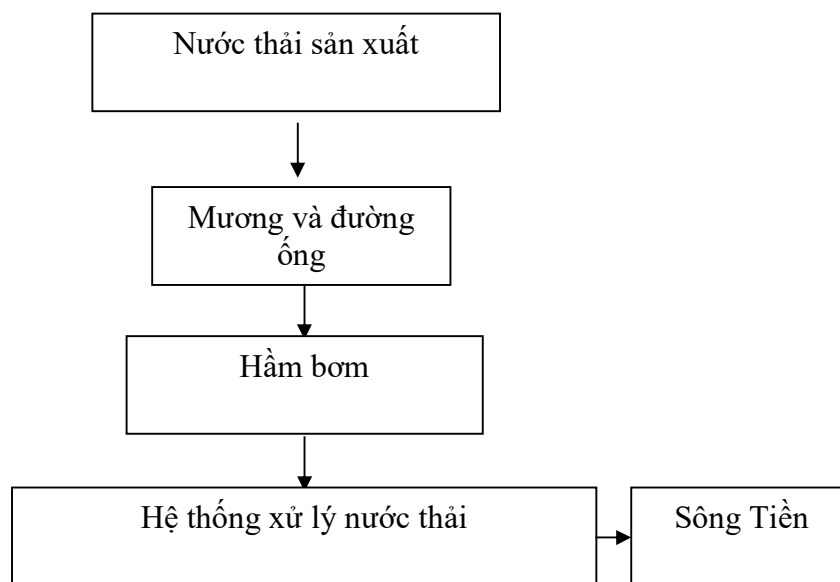 Nước thải sản xuất
Mương và đường
ống
Hầm bơm
Hệ thống xử lý nước thải
Sông Tiền